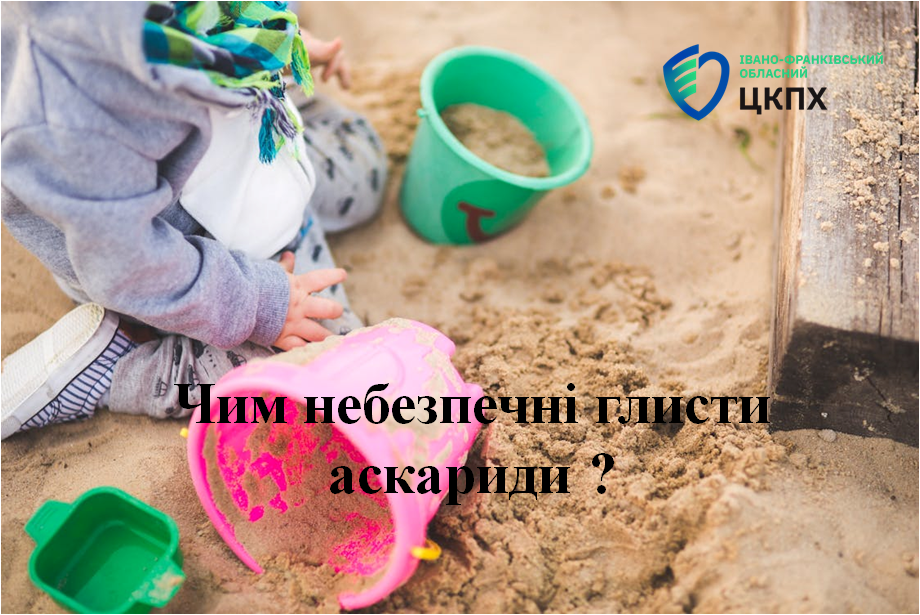 ІВАНО-ФРАНКІВСЬКИЙ
ОБЛАСНИЙ
ЦКПХ
Чим небезпечні глисти
аскариди ?